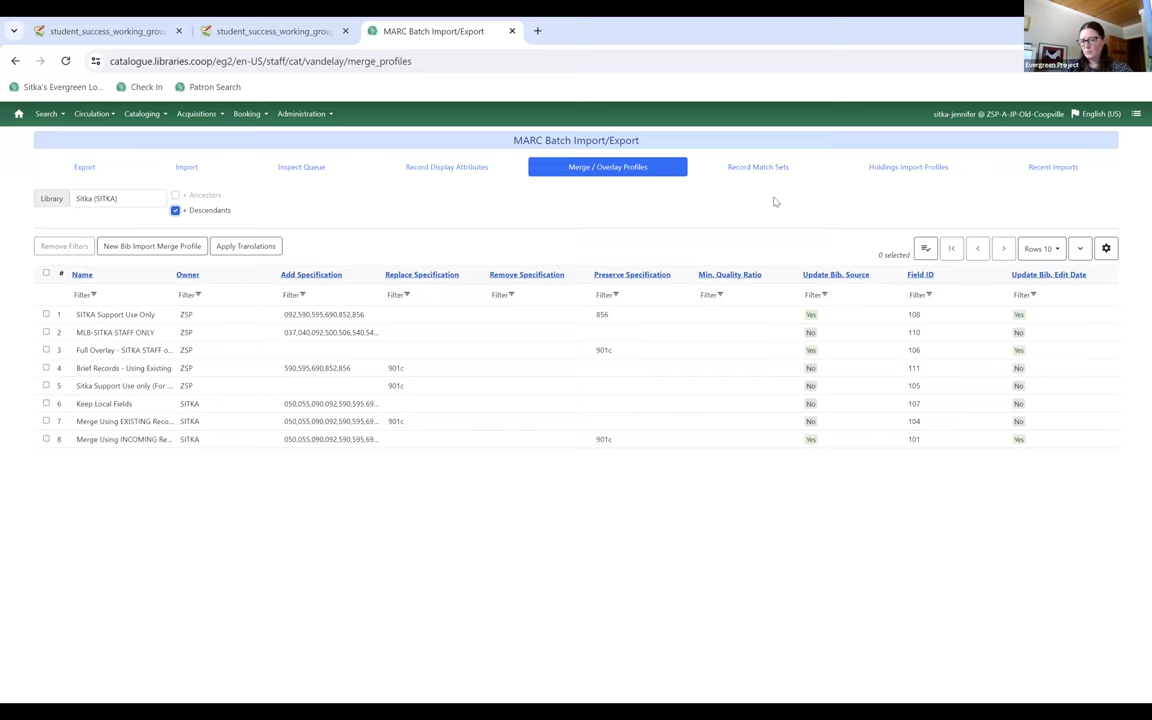 student_success_working_grou
student_success_working_grou
MARC Batch Import/Export
catalogue.libraries.coop/eg2/en-US/staff/cat/vandelay/merge_profiles
Sitka's Evergreen Lo...
Check In
Patron Search
Evergreen Project
Search
Circulation
Cataloging
Acquisitions
Booking
Administration
sitka-jennifer @ ZSP-A-JP-Old-Coopville
English (US)
MARC Batch Import/Export
Export
Import
Inspect Queue
Record Display Attributes
Merge / Overlay Profiles
Record Match Sets
Holdings Import Profiles
Recent Imports
Library
Sitka (SITKA)
+ Ancestors
+ Descendants
Remove Filters
New Bib Import Merge Profile
Apply Translations
0 selected
Rows 10
# Name Owner Add Specification Replace Specification Remove Specification Preserve Specification Min. Quality Ratio Update Bib. Source Field ID Update Bib. Edit Date
Filter Filter Filter Filter Filter Filter Filter Filter Filter Filter
1 SITKA Support Use Only ZSP 092,590,595,690,852,856 856 Yes 108 Yes
2 MLB-SITKA STAFF ONLY ZSP 037,040,092,500,506,540,54... No 110 No
3 Full Overlay - SITKA STAFF o... ZSP 901c Yes 106 Yes
4 Brief Records - Using Existing ZSP 590,595,690,852,856 901c No 111 No
5 Sitka Support Use only (For ... ZSP 901c No 105 No
6 Keep Local Fields SITKA 050,055,090,092,590,595,69... No 107 No
7 Merge Using EXISTING Reco... SITKA 050,055,090,092,590,595,69... 901c No 104 No
8 Merge Using INCOMING Re... SITKA 050,055,090,092,590,595,69... 901c Yes 101 Yes